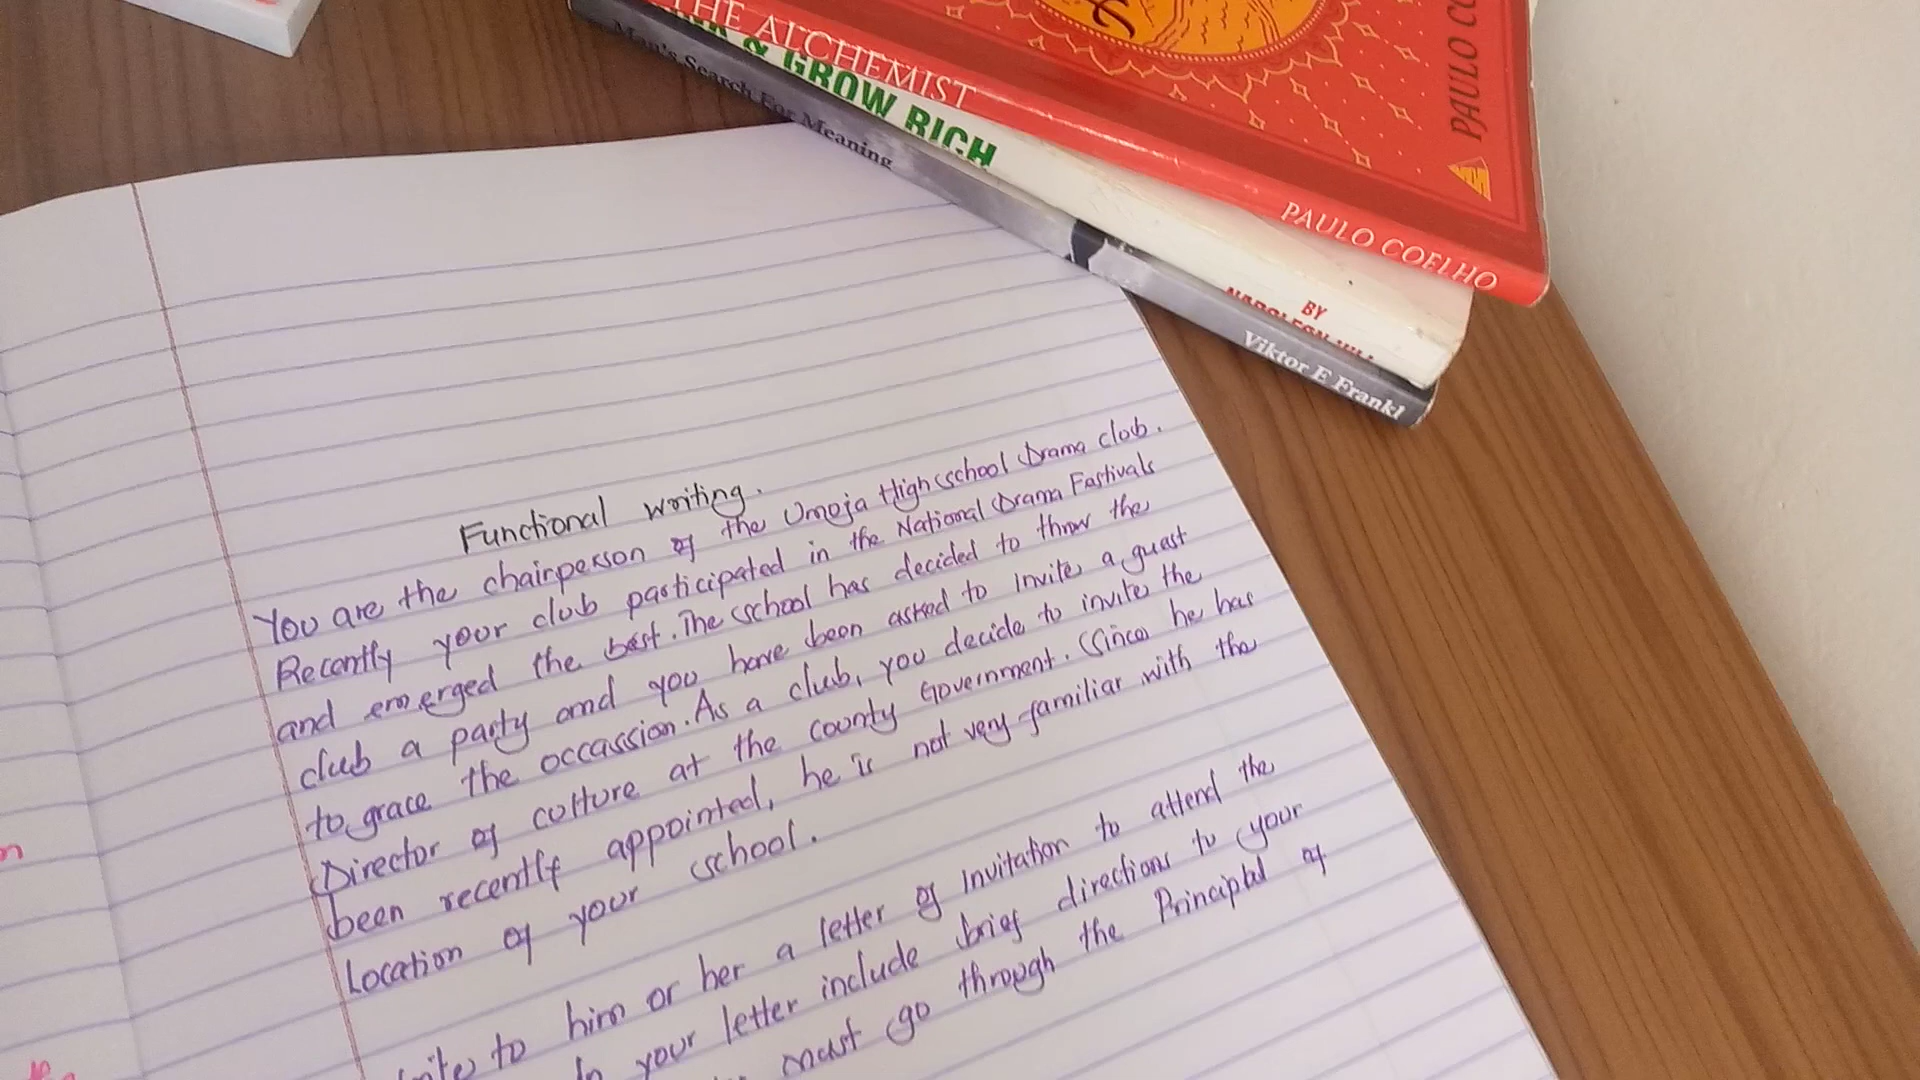 THE ALCHEMIST
& GROW RICH
Man's Search For Meaning
PAULO
PAULO COELHO
BY
Viktor E Frankl
Functional writing.
You are the chairperson of the Umoja High school Drama club.
Recently your club participated in the National Drama Festivals
and emerged the best. The school has decided to throw the
club a party and you have been asked to invite a guest
to grace the occassion. As a club, you decide to invite the
Director of culture at the county Government. Since he has
been recently appointed, he is not very familiar with the
Location of your school.
to him or her a letter of invitation to attend the
In your letter include brief directions to your
must go through the Principal of